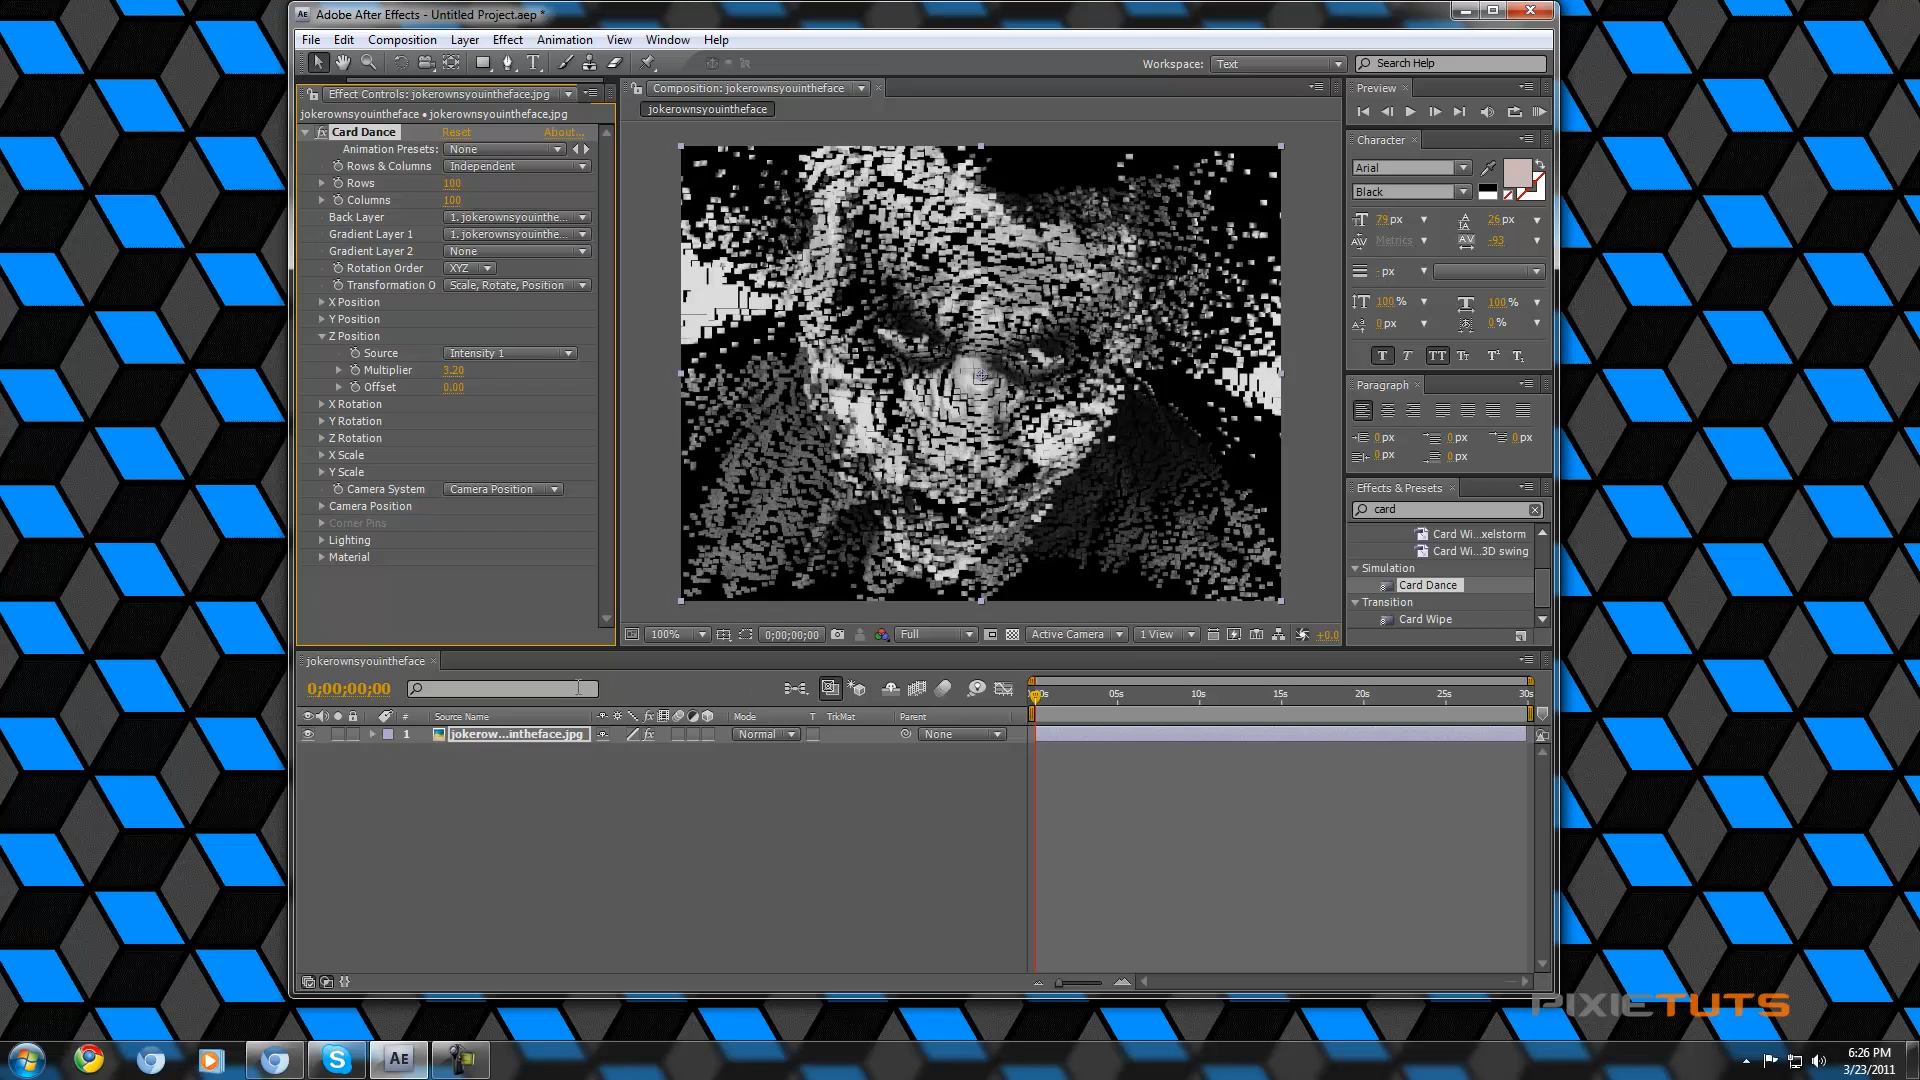 Adobe After Effects - Untitled Project.aep *
File Edit Composition Layer Effect Animation View Window Help
Workspace: Text Search Help
Effect Controls: jokerownsyouintheface.jpg
jokerownsyouintheface • jokerownsyouintheface.jpg
Card Dance Reset About...
Animation Presets: None
Rows & Columns Independent
Rows 100
Columns 100
Back Layer 1. jokerownsyouinthe...
Gradient Layer 1 1. jokerownsyouinthe...
Gradient Layer 2 None
Rotation Order XYZ
Transformation O Scale, Rotate, Position
X Position
Y Position
Z Position
Source Intensity 1
Multiplier 3.20
Offset 0.00
X Rotation
Y Rotation
Z Rotation
X Scale
Y Scale
Camera System Camera Position
Camera Position
Corner Pins
Lighting
Material
Composition: jokerownsyouintheface
jokerownsyouintheface
100% 0;00;00;00 Full Active Camera 1 View +0.0
Preview
Character
Arial
Black
79 px 26 px
Metrics -93
- px
100 % 100 %
0 px 0 %
Paragraph
0 px 0 px 0 px
0 px 0 px
Effects & Presets
card
Card Wi...xelstorm
Card Wi...3D swing
Simulation
Card Dance
Transition
Card Wipe
jokerownsyouintheface
0;00;00;00
00s 05s 10s 15s 20s 25s 30s
# Source Name Mode T TrkMat Parent
1 jokerow...intheface.jpg Normal None
PIXIETUTS
6:26 PM
3/23/2011